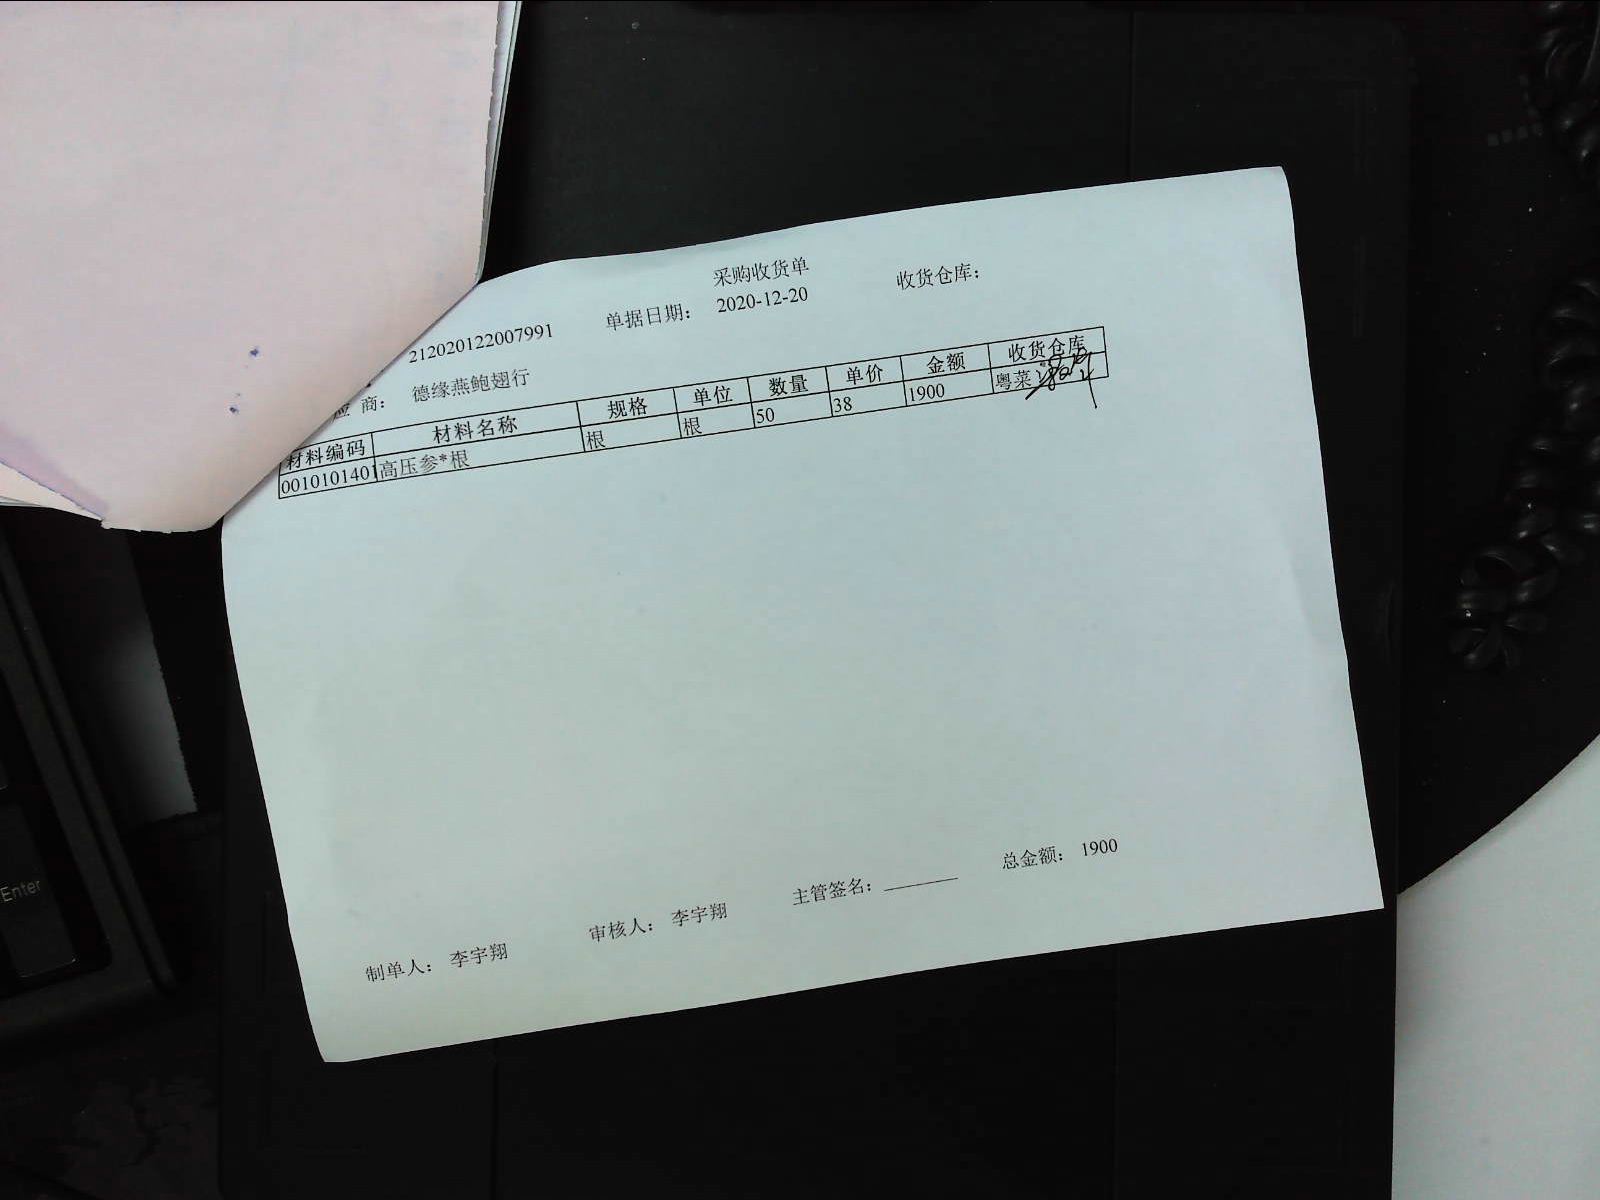 采购收货单
212020122007991 单据日期： 2020-12-20 收货仓库：
应 商： 德缘燕鲍翅行
材料编码 材料名称 规格 单位 数量 单价 金额 收货仓库
0010101401 高压参*根 根 根 50 38 1900 粤菜
总金额： 1900
制单人： 李宇翔 审核人： 李宇翔 主管签名：
Enter